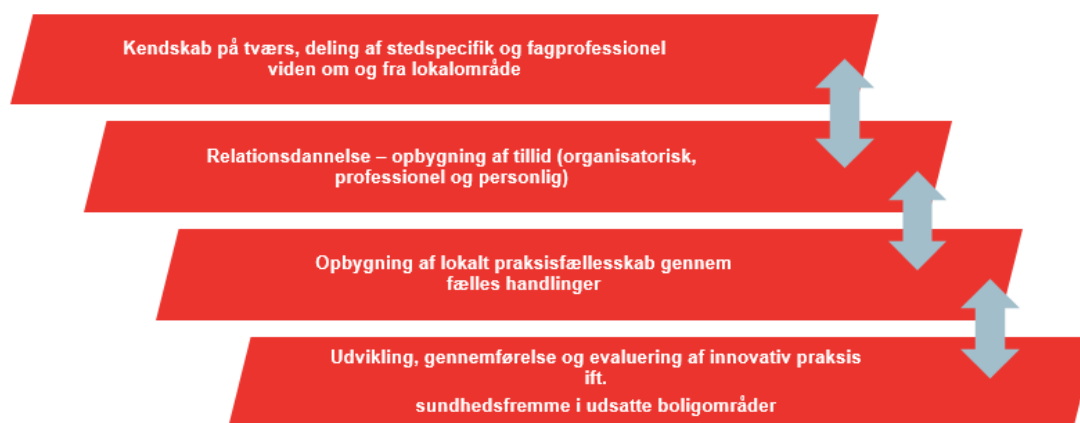 Kendskab på tværs, deling af stedspecifik og fagprofessionel
viden om og fra lokalområde
Relationsdannelse – opbygning af tillid (organisatorisk,
professionel og personlig)
Opbygning af lokalt praksisfællesskab gennem
fælles handlinger
Udvikling, gennemførelse og evaluering af innovativ praksis
ift.
sundhedsfremme i udsatte boligområder